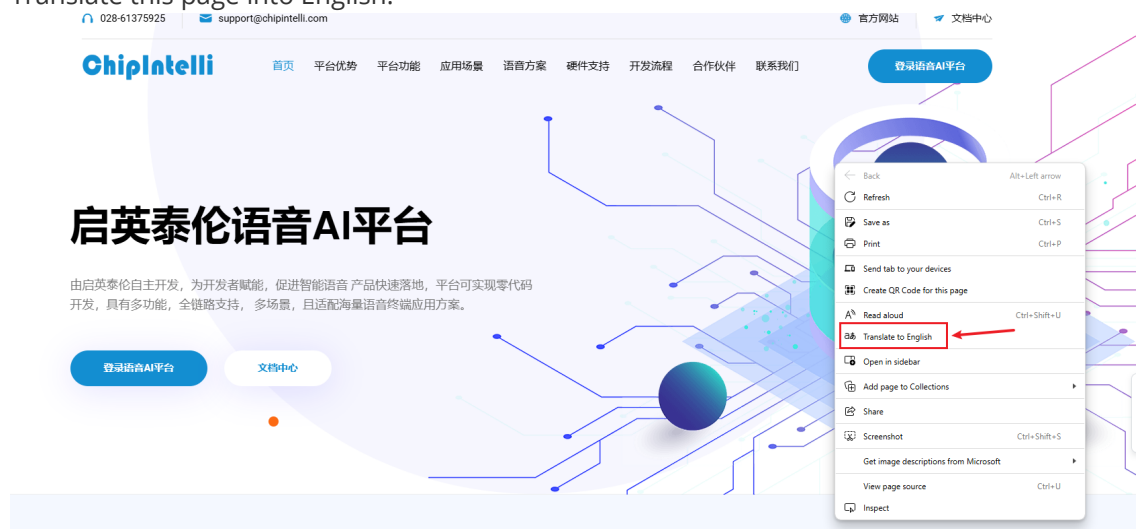 Translate this page into English.
028-61375925 support@chipintelli.com 官方网站 文档中心
ChipIntelli 首页 平台优势 平台功能 应用场景 语音方案 硬件支持 开发流程 合作伙伴 联系我们 登录语音AI平台
启英泰伦语音AI平台
由启英泰伦自主开发，为开发者赋能，促进智能语音 产品快速落地，平台可实现零代码
开发，具有多功能，全链路支持， 多场景，且适配海量语音终端应用方案。
登录语音AI平台 文档中心
Back Alt+Left arrow
Refresh Ctrl+R
Save as Ctrl+S
Print Ctrl+P
Send tab to your devices
Create QR Code for this page
Read aloud Ctrl+Shift+U
Translate to English
Open in sidebar
Add page to Collections
Share
Screenshot Ctrl+Shift+S
Get image descriptions from Microsoft
View page source Ctrl+U
Inspect